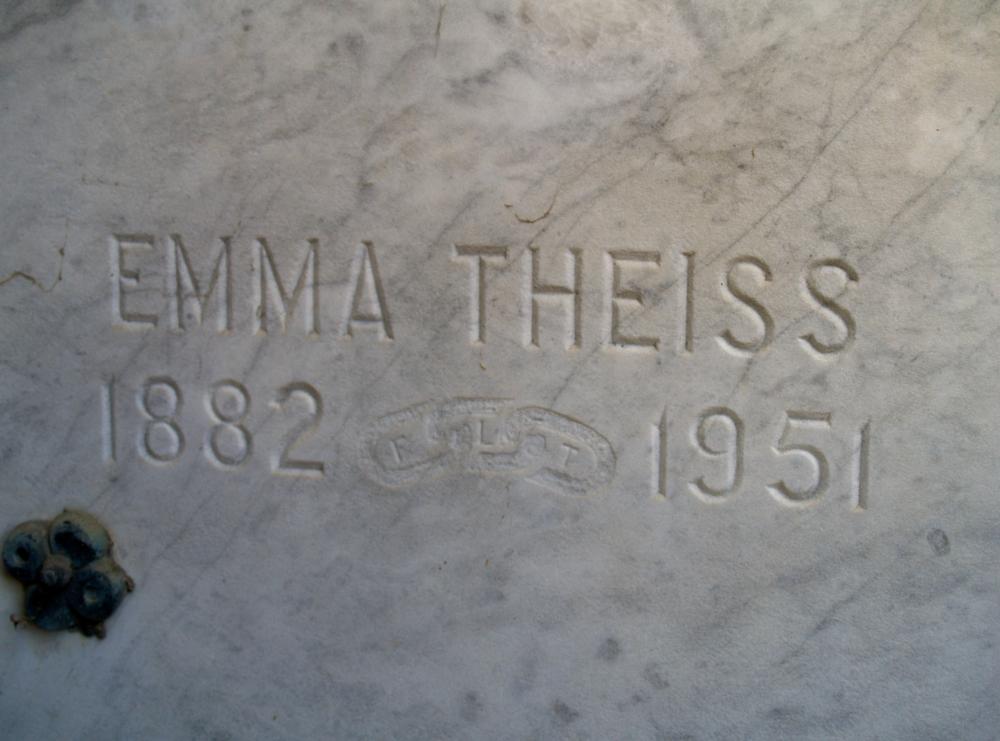 EMMA THEISS
1882 F L T 1951